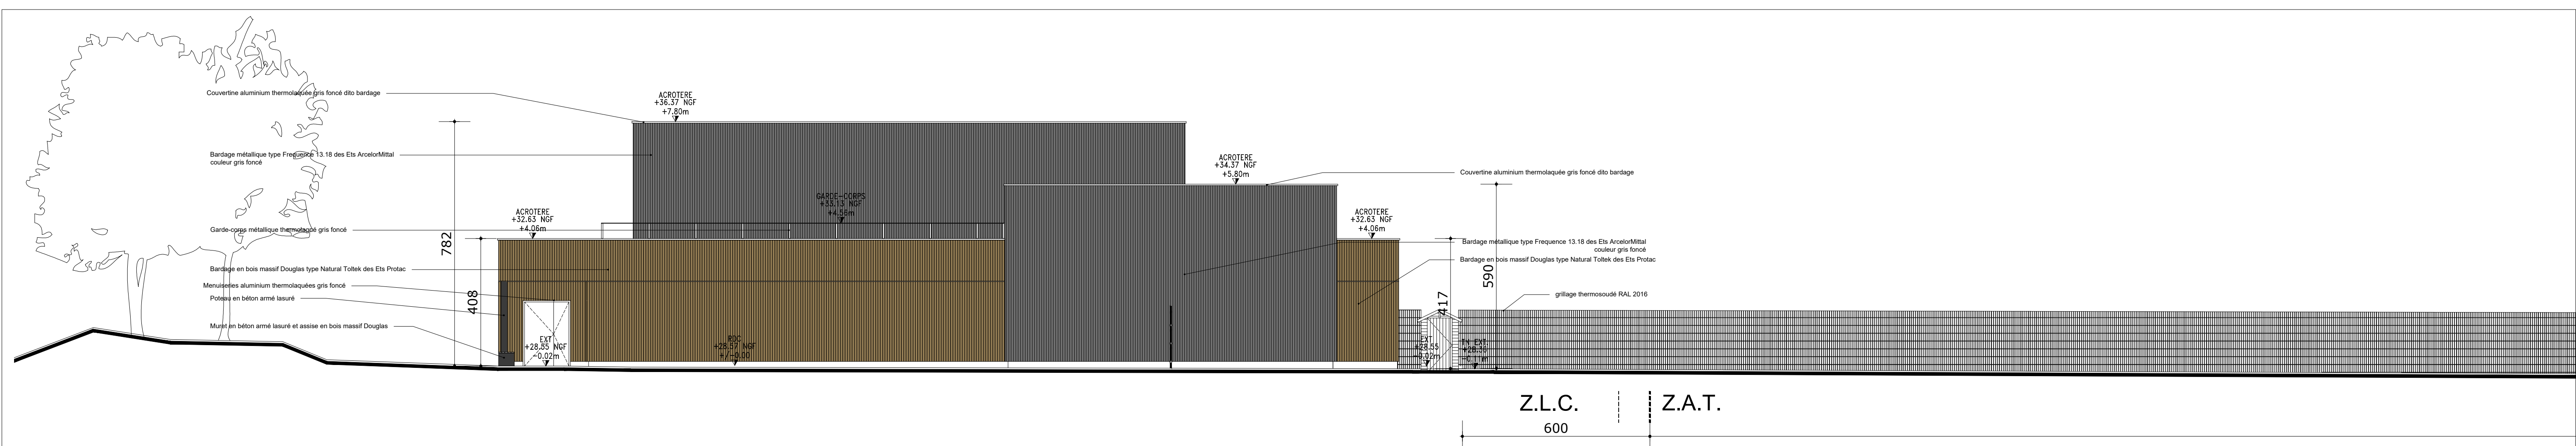 Couvertine aluminium thermolaquée gris foncé dito bardage
ACROTERE
+36.37 NGF
+7.80m
Bardage métallique type Frequence 13.18 des Ets ArcelorMittal
couleur gris foncé
ACROTERE
+34.37 NGF
+5.80m
Couvertine aluminium thermolaquée gris foncé dito bardage
GARDE-CORPS
+33.13 NGF
+4.56m
ACROTERE
+32.63 NGF
+4.06m
ACROTERE
+32.63 NGF
+4.06m
Garde-corps métallique thermolaqué gris foncé
782
Bardage métallique type Frequence 13.18 des Ets ArcelorMittal
couleur gris foncé
Bardage en bois massif Douglas type Natural Toltek des Ets Protac
Bardage en bois massif Douglas type Natural Toltek des Ets Protac
590
Menuiseries aluminium thermolaquées gris foncé
Poteau en béton armé lasuré
408
417
grillage thermosoudé RAL 2016
Muret en béton armé lasuré et assise en bois massif Douglas
EXT
+28.55 NGF
-0.02m
RDC
+28.57 NGF
+/-0.00
EXT
+28.55
-0.02m
EXT.
-0.11m
Z.L.C.
Z.A.T.
600